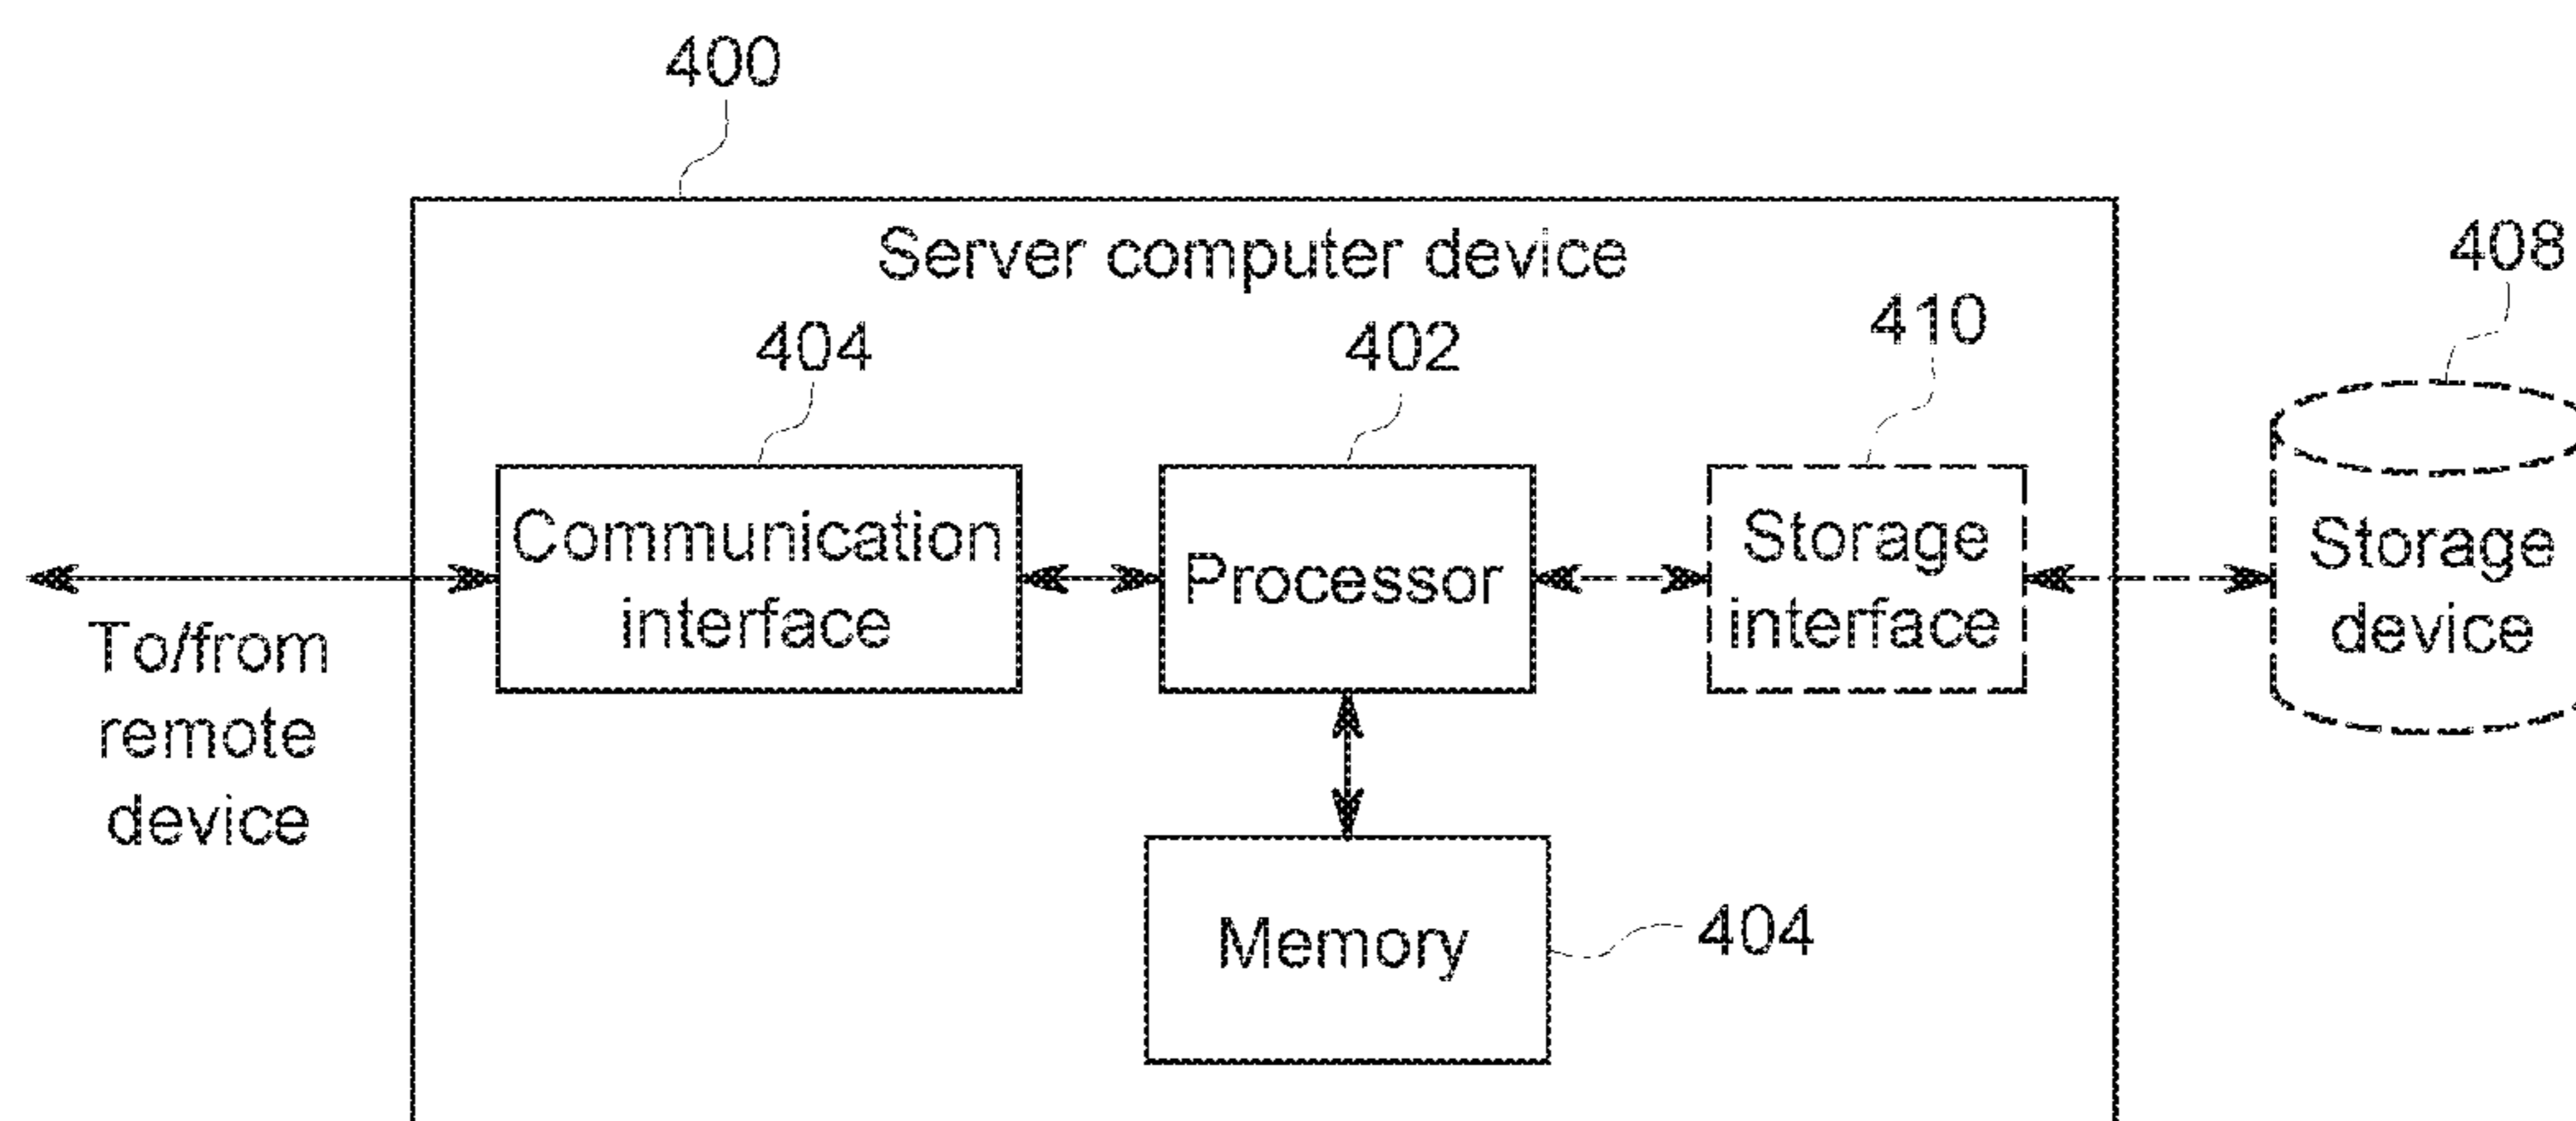 400
Server computer device
408
404
402
410
Communication
interface
Processor
Storage
interface
Storage
device
To/from
remote
device
Memory
404